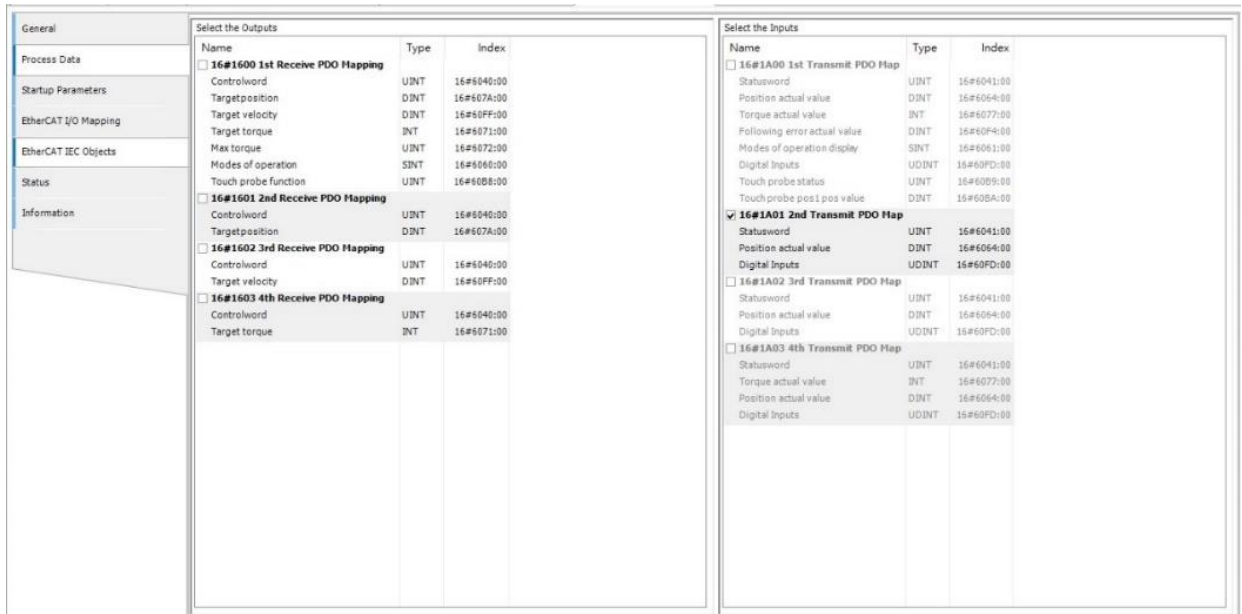 General
Process Data
Startup Parameters
EtherCAT I/O Mapping
EtherCAT IEC Objects
Status
Information
Select the Outputs
Name Type Index
16#1600 1st Receive PDO Mapping
Controlword UINT 16#6040:00
Targetposition DINT 16#607A:00
Target velocity DINT 16#60FF:00
Target torque INT 16#6071:00
Max torque UINT 16#6072:00
Modes of operation SINT 16#6060:00
Touch probe function UINT 16#60B8:00
16#1601 2nd Receive PDO Mapping
Controlword UINT 16#6040:00
Targetposition DINT 16#607A:00
16#1602 3rd Receive PDO Mapping
Controlword UINT 16#6040:00
Target velocity DINT 16#60FF:00
16#1603 4th Receive PDO Mapping
Controlword UINT 16#6040:00
Target torque INT 16#6071:00
Select the Inputs
Name Type Index
16#1A00 1st Transmit PDO Map
Statusword UINT 16#6041:00
Position actual value DINT 16#6064:00
Torque actual value INT 16#6077:00
Following error actual value DINT 16#60F4:00
Modes of operation display SINT 16#6061:00
Digital Inputs UDINT 16#60FD:00
Touch probe status UINT 16#60B9:00
Touch probe pos1 pos value DINT 16#60BA:00
16#1A01 2nd Transmit PDO Map
Statusword UINT 16#6041:00
Position actual value DINT 16#6064:00
Digital Inputs UDINT 16#60FD:00
16#1A02 3rd Transmit PDO Map
Statusword UINT 16#6041:00
Position actual value DINT 16#6064:00
Digital Inputs UDINT 16#60FD:00
16#1A03 4th Transmit PDO Map
Statusword UINT 16#6041:00
Torque actual value INT 16#6077:00
Position actual value DINT 16#6064:00
Digital Inputs UDINT 16#60FD:00